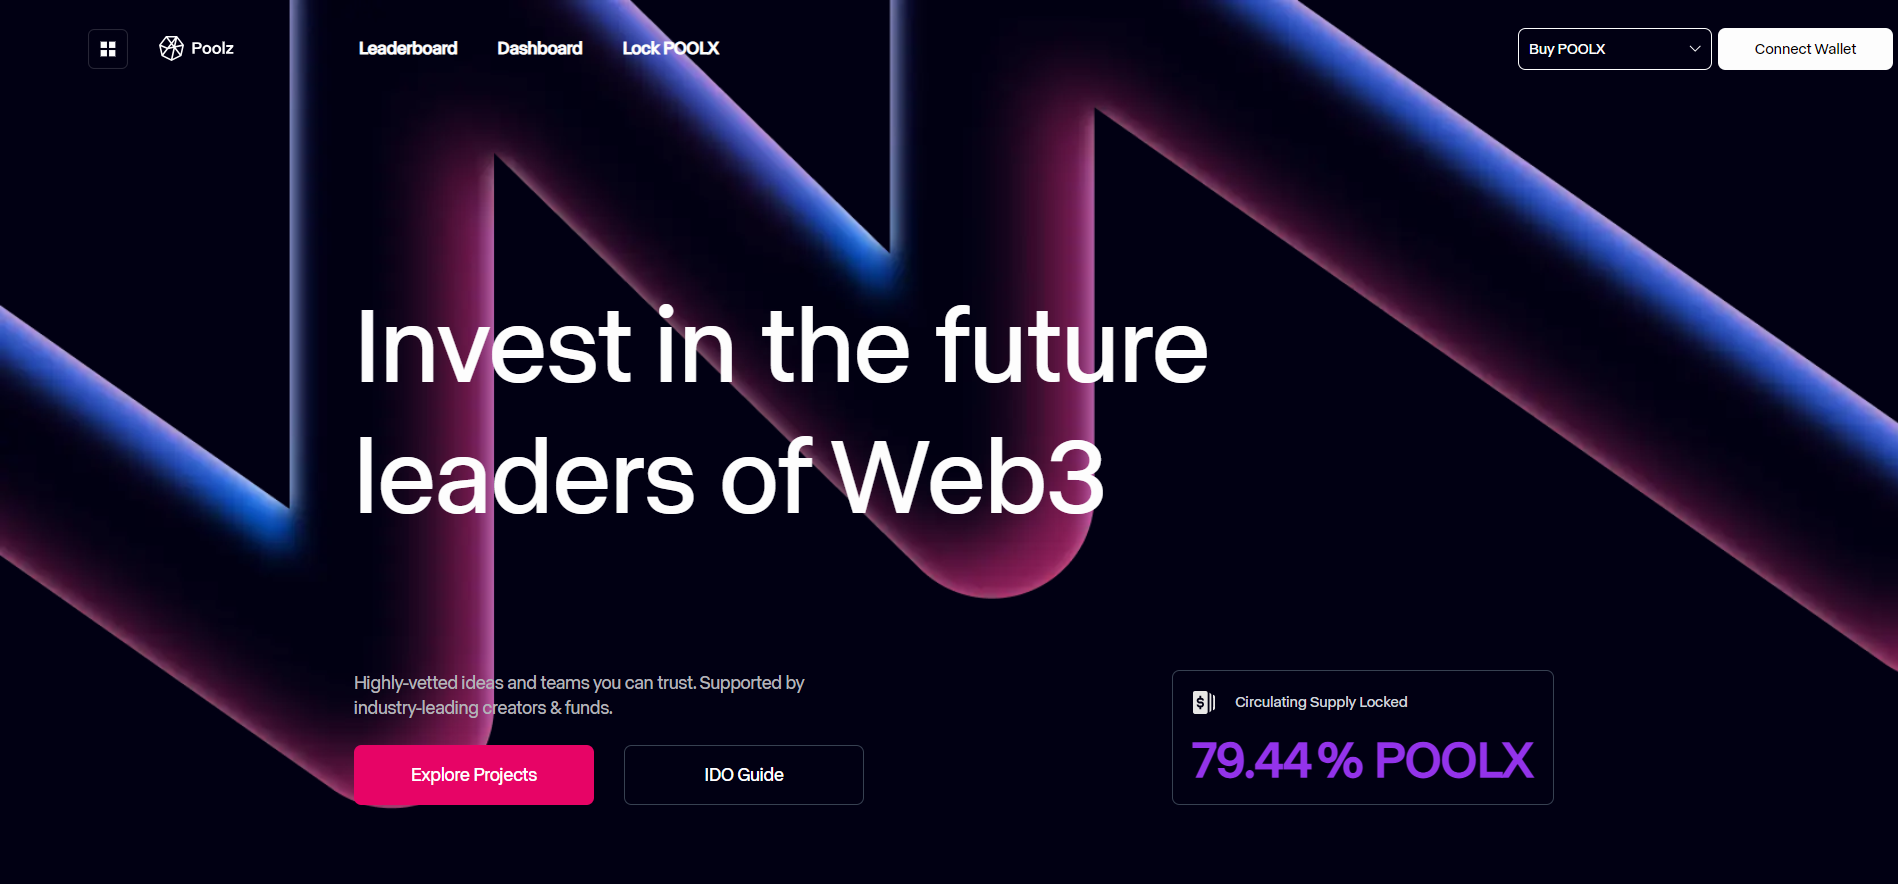 Poolz
Leaderboard
Dashboard
Lock POOLX
Buy POOLX
Connect Wallet
Invest in the future
leaders of Web3
Highly-vetted ideas and teams you can trust. Supported by
industry-leading creators & funds.
Explore Projects
IDO Guide
$
Circulating Supply Locked
79.44% POOLX